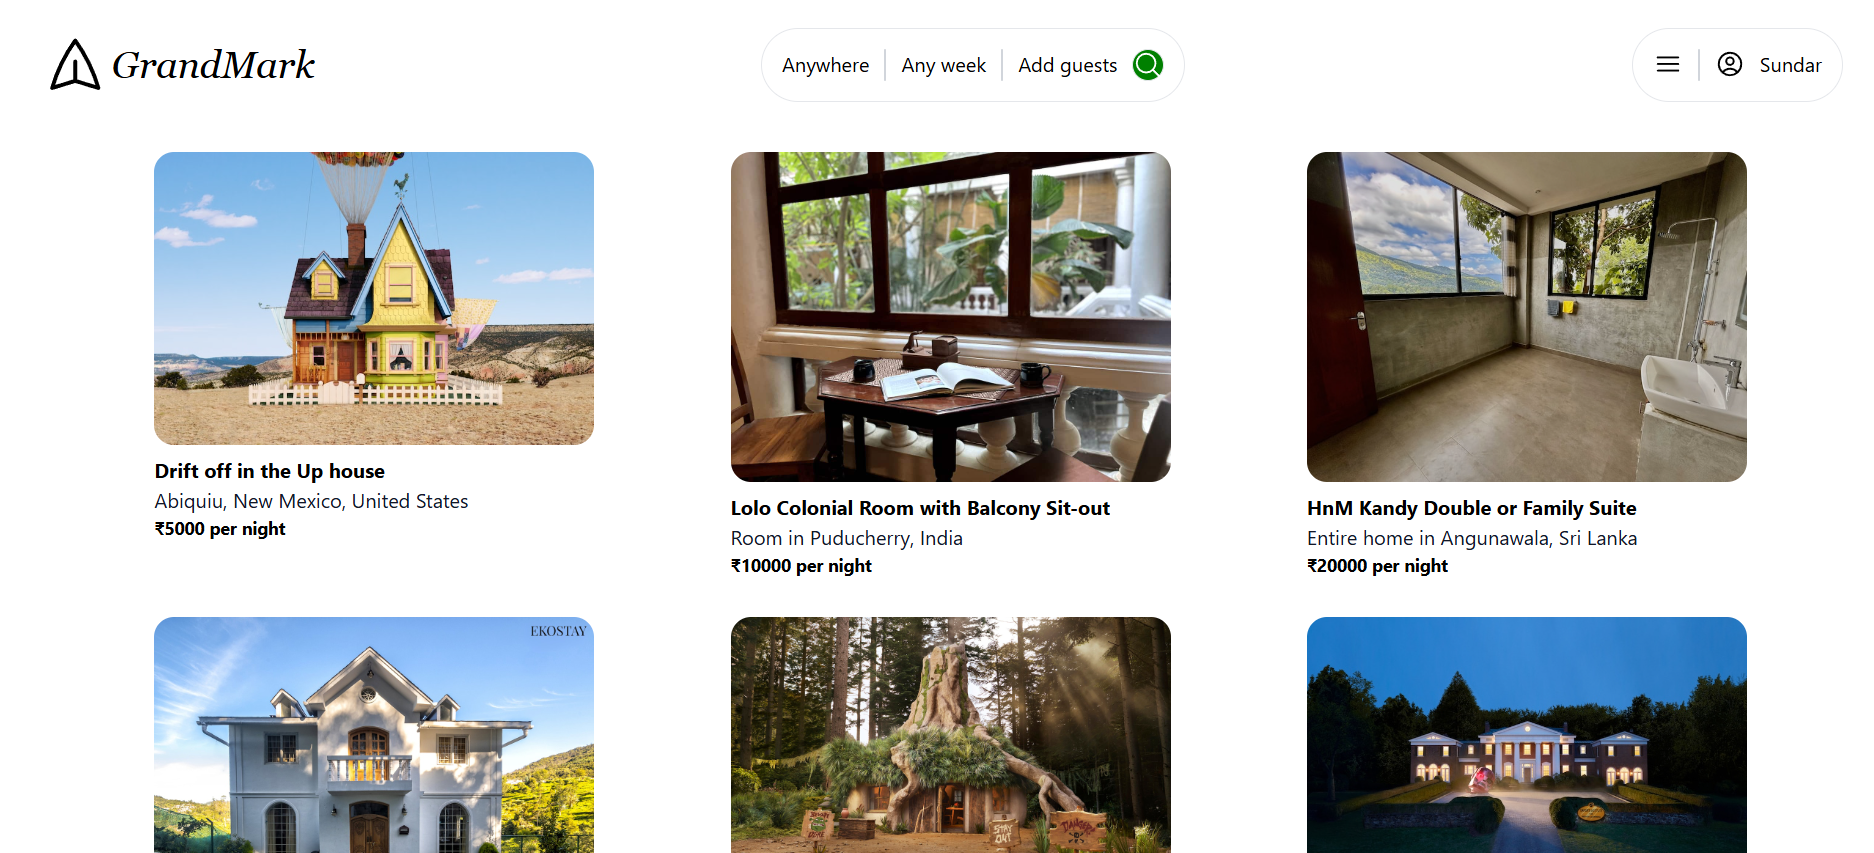 GrandMark
Anywhere
Any week
Add guests
Sundar
Drift off in the Up house
Abiquiu, New Mexico, United States
₹5000 per night
Lolo Colonial Room with Balcony Sit-out
Room in Puducherry, India
₹10000 per night
HnM Kandy Double or Family Suite
Entire home in Angunawala, Sri Lanka
₹20000 per night
EKOSTAY
STAY
OUT
DANGER